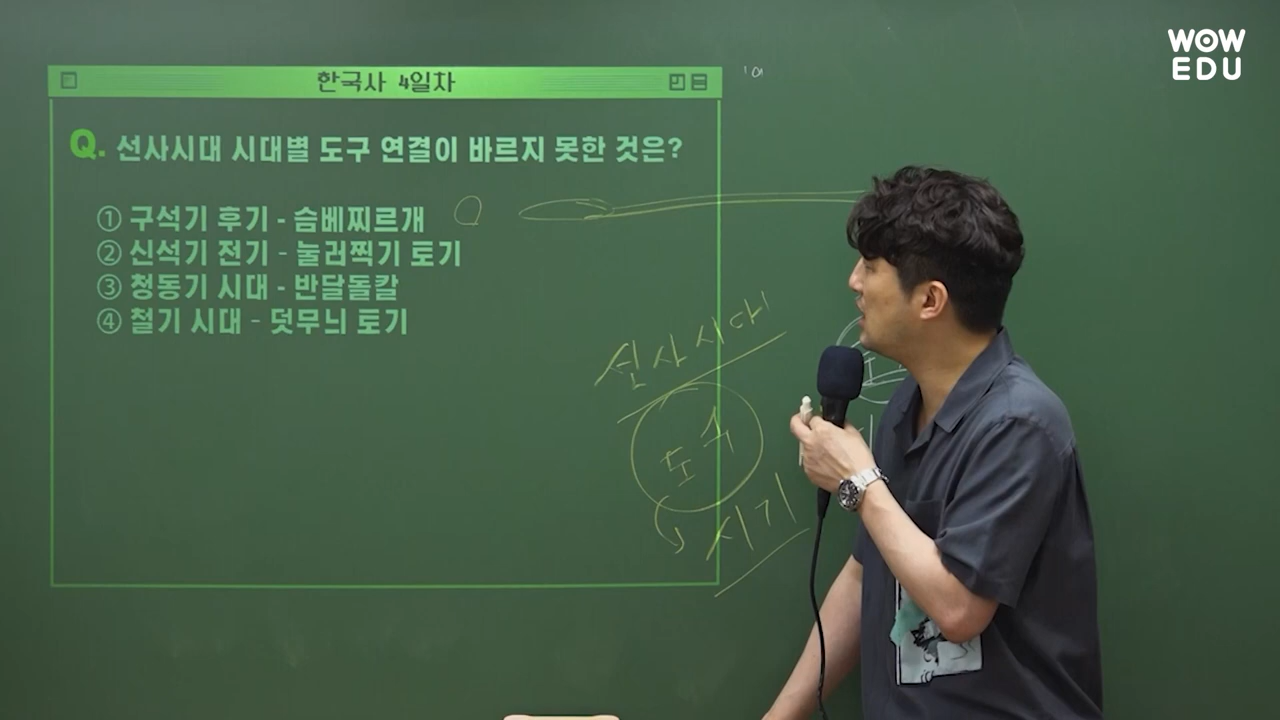 WOW
EDU
한국사 4일차
Q. 선사시대 시대별 도구 연결이 바르지 못한 것은?
① 구석기 후기 - 슴베찌르개
② 신석기 전기 - 눌러찍기 토기
③ 청동기 시대 - 반달돌칼
④ 철기 시대 - 덧무늬 토기
선사시대
도식
시기